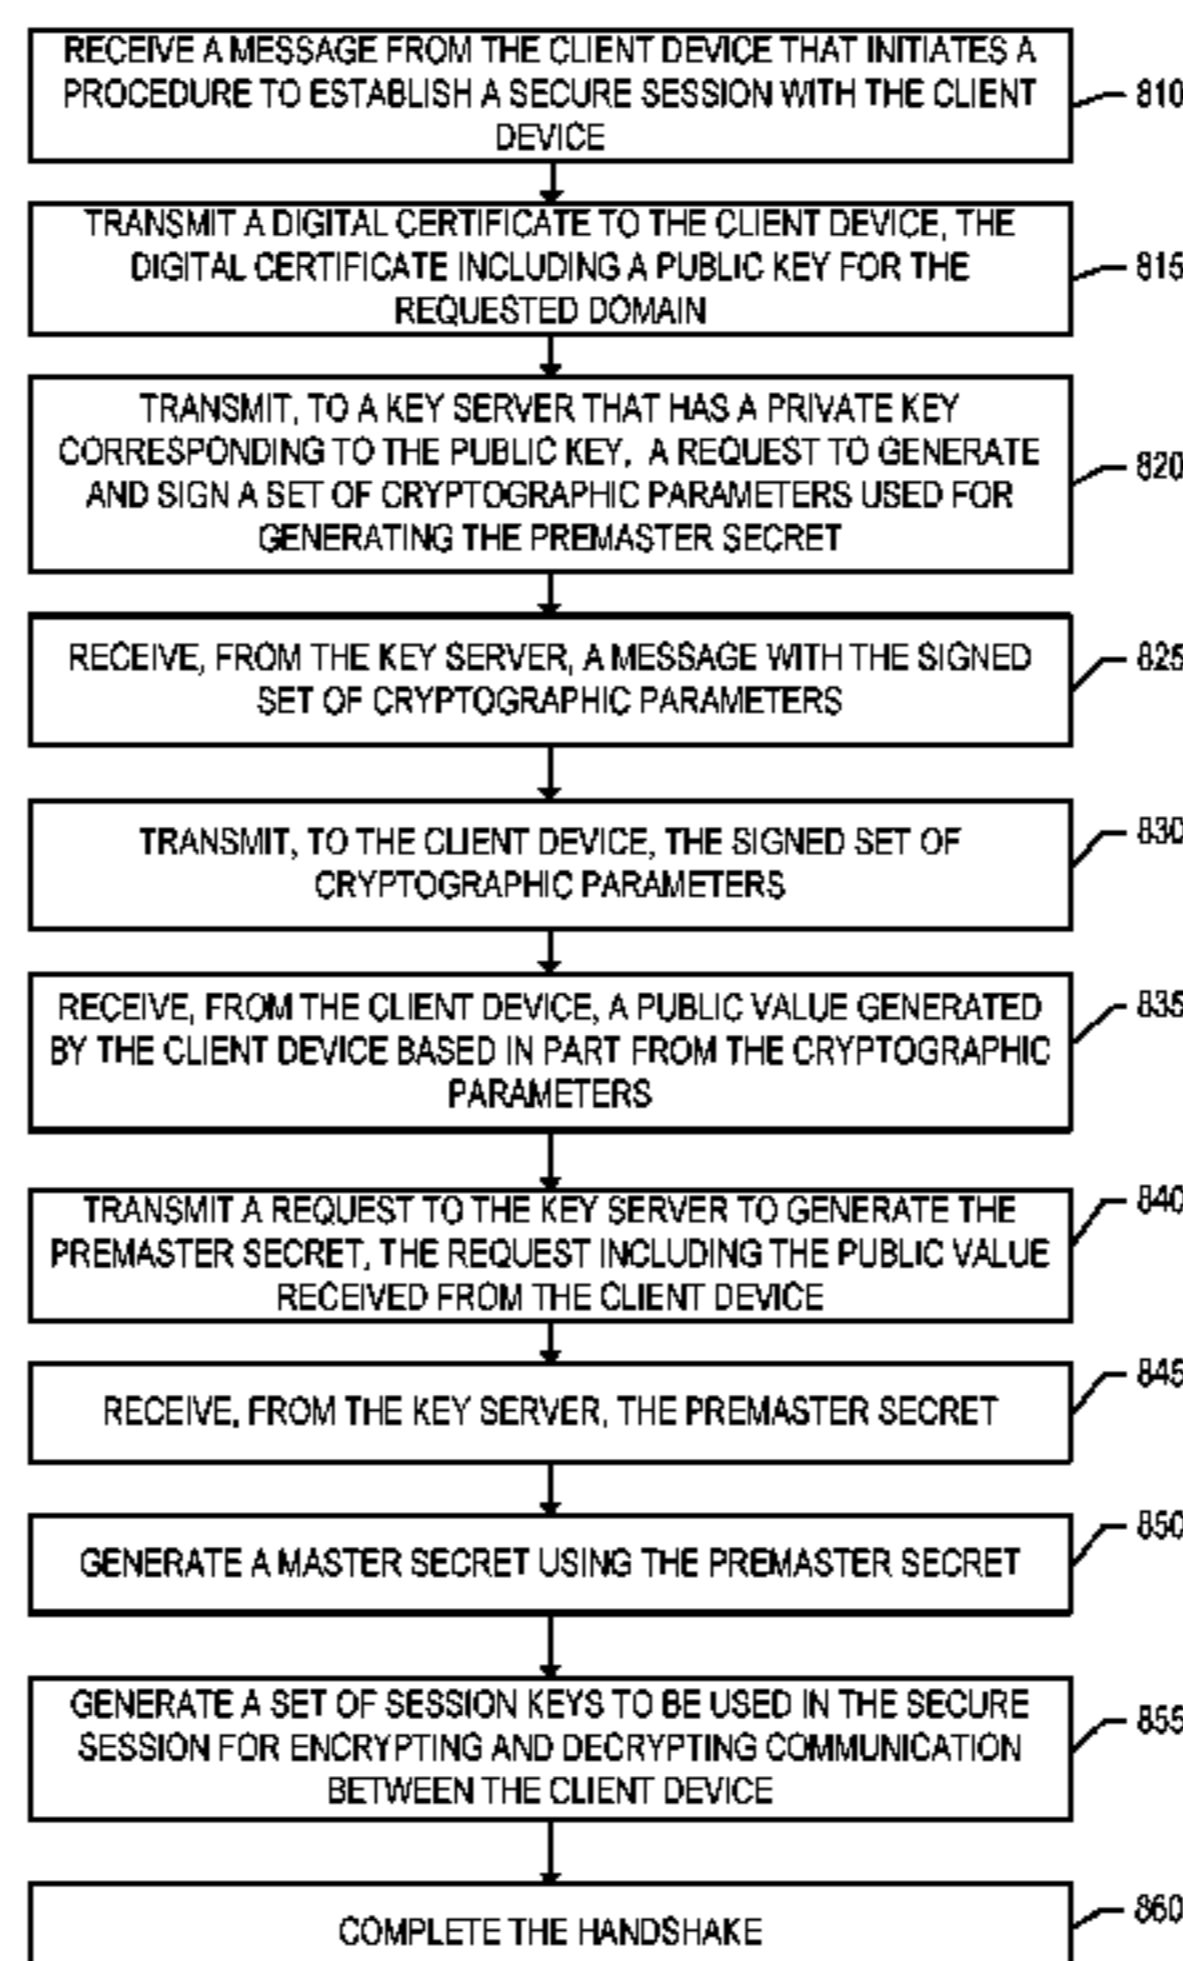 RECEIVE A MESSAGE FROM THE CLIENT DEVICE THAT INITIATES A
PROCEDURE TO ESTABLISH A SECURE SESSION WITH THE CLIENT
DEVICE
810
TRANSMIT A DIGITAL CERTIFICATE TO THE CLIENT DEVICE, THE
DIGITAL CERTIFICATE INCLUDING A PUBLIC KEY FOR THE
REQUESTED DOMAIN
815
TRANSMIT, TO A KEY SERVER THAT HAS A PRIVATE KEY
CORRESPONDING TO THE PUBLIC KEY, A REQUEST TO GENERATE
AND SIGN A SET OF CRYPTOGRAPHIC PARAMETERS USED FOR
GENERATING THE PREMASTER SECRET
820
RECEIVE, FROM THE KEY SERVER, A MESSAGE WITH THE SIGNED
SET OF CRYPTOGRAPHIC PARAMETERS
825
TRANSMIT, TO THE CLIENT DEVICE, THE SIGNED SET OF
CRYPTOGRAPHIC PARAMETERS
830
RECEIVE, FROM THE CLIENT DEVICE, A PUBLIC VALUE GENERATED
BY THE CLIENT DEVICE BASED IN PART FROM THE CRYPTOGRAPHIC
PARAMETERS
835
TRANSMIT A REQUEST TO THE KEY SERVER TO GENERATE THE
PREMASTER SECRET, THE REQUEST INCLUDING THE PUBLIC VALUE
RECEIVED FROM THE CLIENT DEVICE
840
RECEIVE, FROM THE KEY SERVER, THE PREMASTER SECRET
845
GENERATE A MASTER SECRET USING THE PREMASTER SECRET
850
GENERATE A SET OF SESSION KEYS TO BE USED IN THE SECURE
SESSION FOR ENCRYPTING AND DECRYPTING COMMUNICATION
BETWEEN THE CLIENT DEVICE
855
COMPLETE THE HANDSHAKE
860